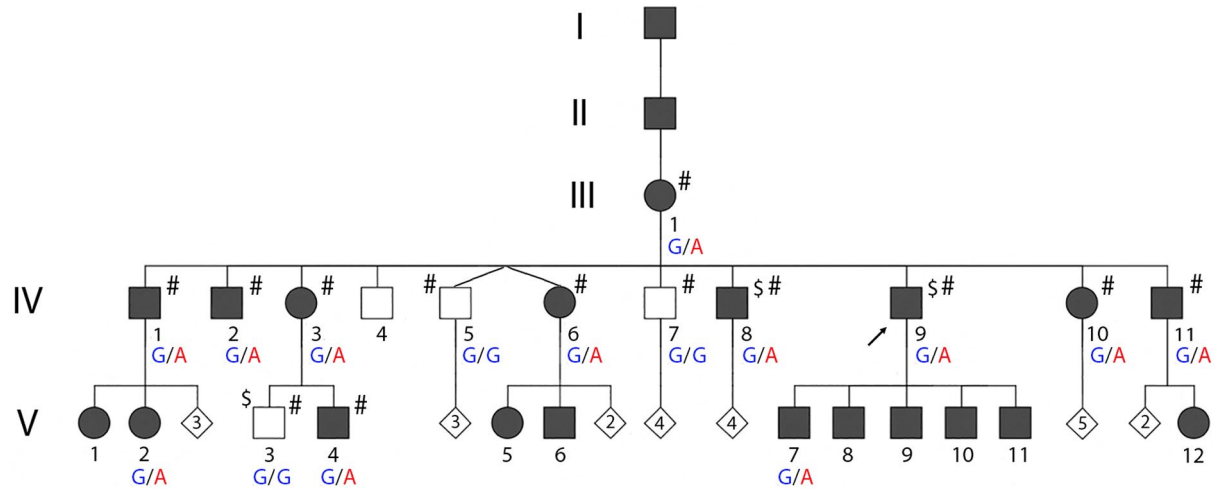 I
II
III #
1
G/A
IV # # # # # # $ # $ # # #
1 2 3 4 5 6 7 8 9 10 11
G/A G/A G/A G/G G/A G/G G/A G/A G/A G/A
V 3 $ # # 3 2 4 4 5 2
1 2 3 4 5 6 7 8 9 10 11 12
G/A G/G G/A G/A